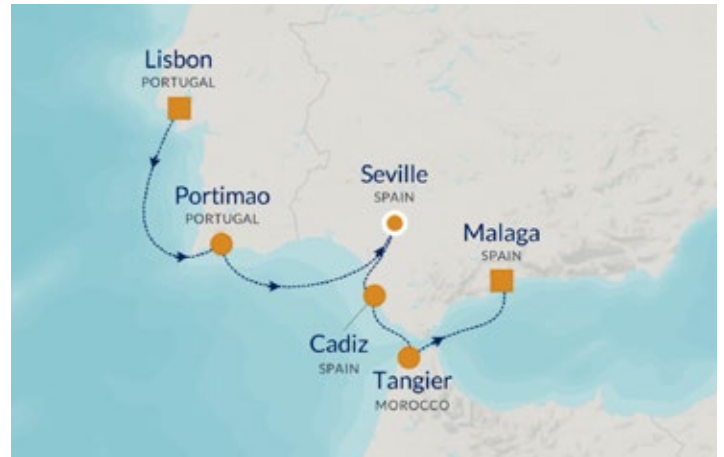 Lisbon
PORTUGAL
Portimao
PORTUGAL
Seville
SPAIN
Malaga
SPAIN
Cadiz
SPAIN
Tangier
MOROCCO